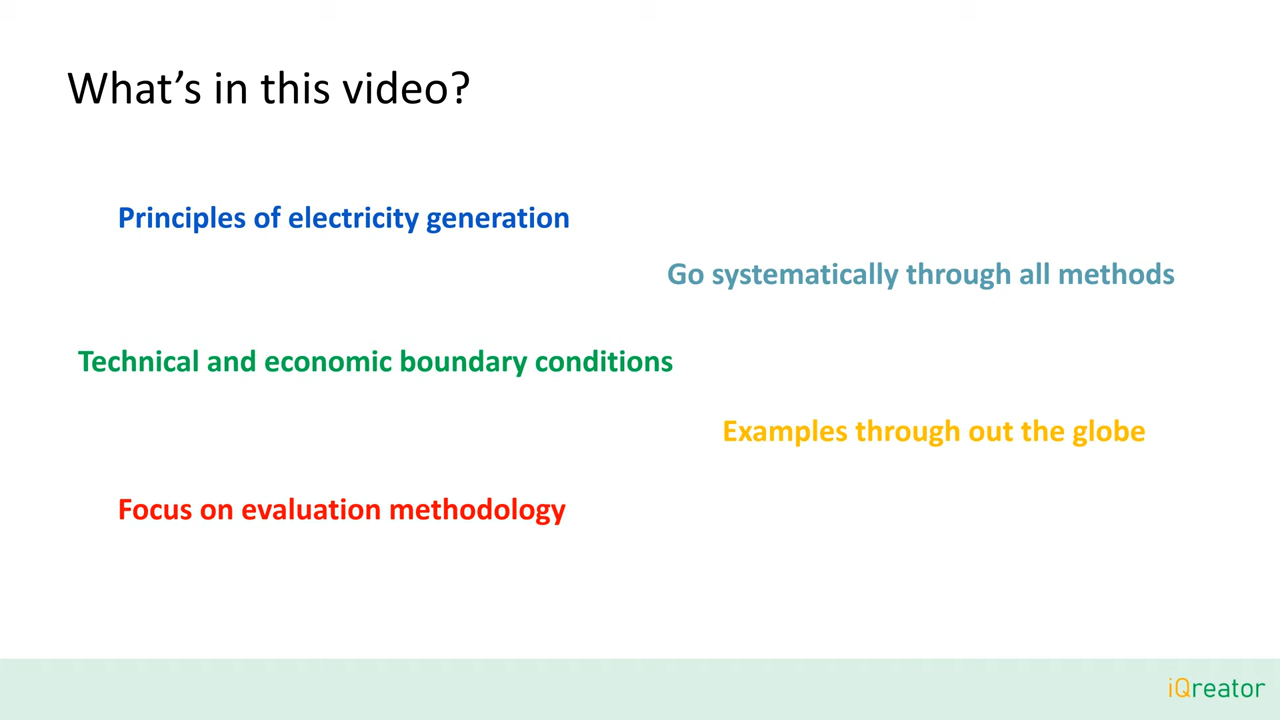 What's in this video?
Principles of electricity generation
Go systematically through all methods
Technical and economic boundary conditions
Examples through out the globe
Focus on evaluation methodology
iQreator